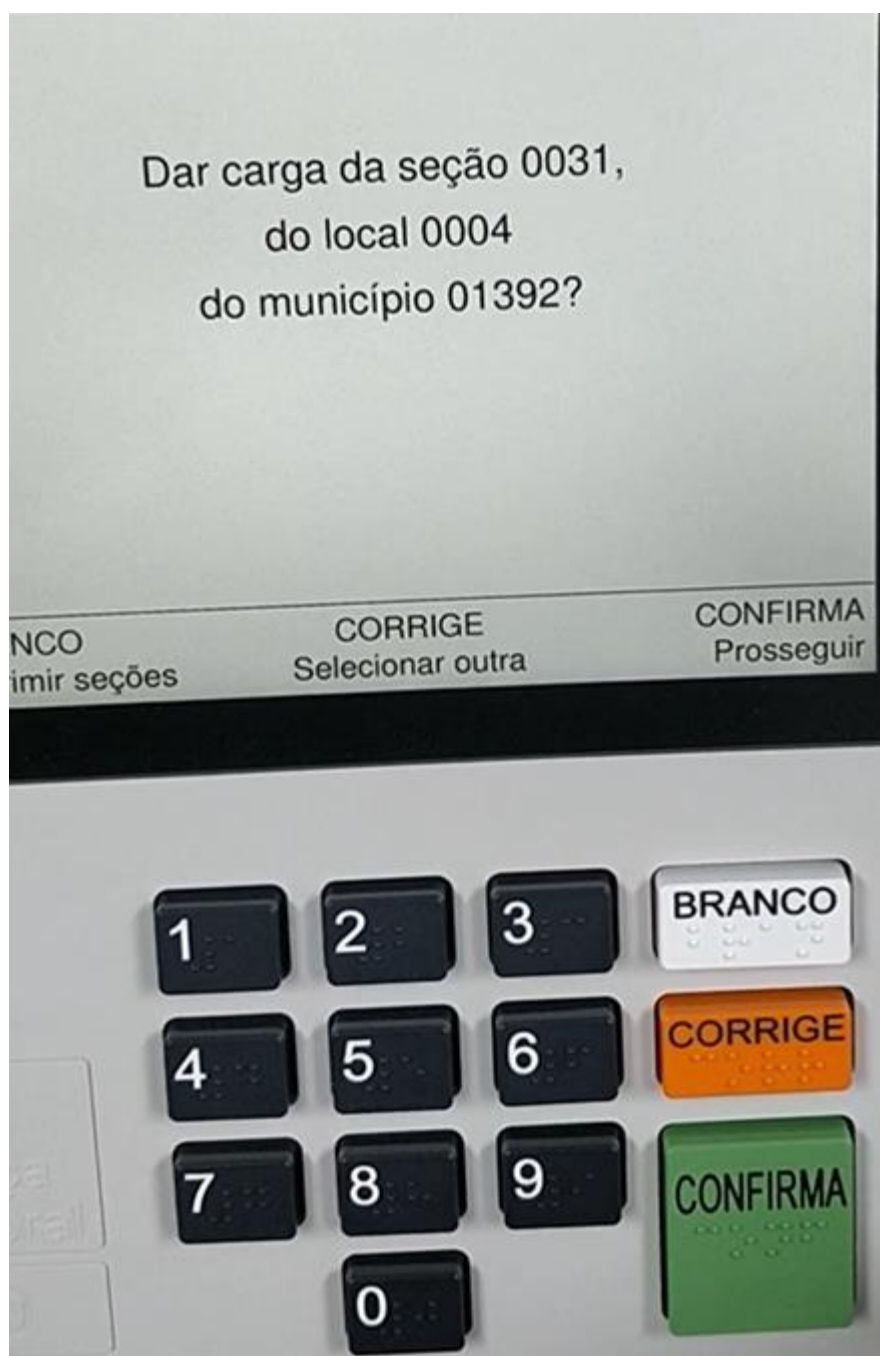 Dar carga da seção 0031,
do local 0004
do município 01392?
NCO
CORRIGE
CONFIRMA
imir seções
Selecionar outra
Prosseguir
1
2
3
BRANCO
4
5
6
CORRIGE
7
8
9
CONFIRMA
0